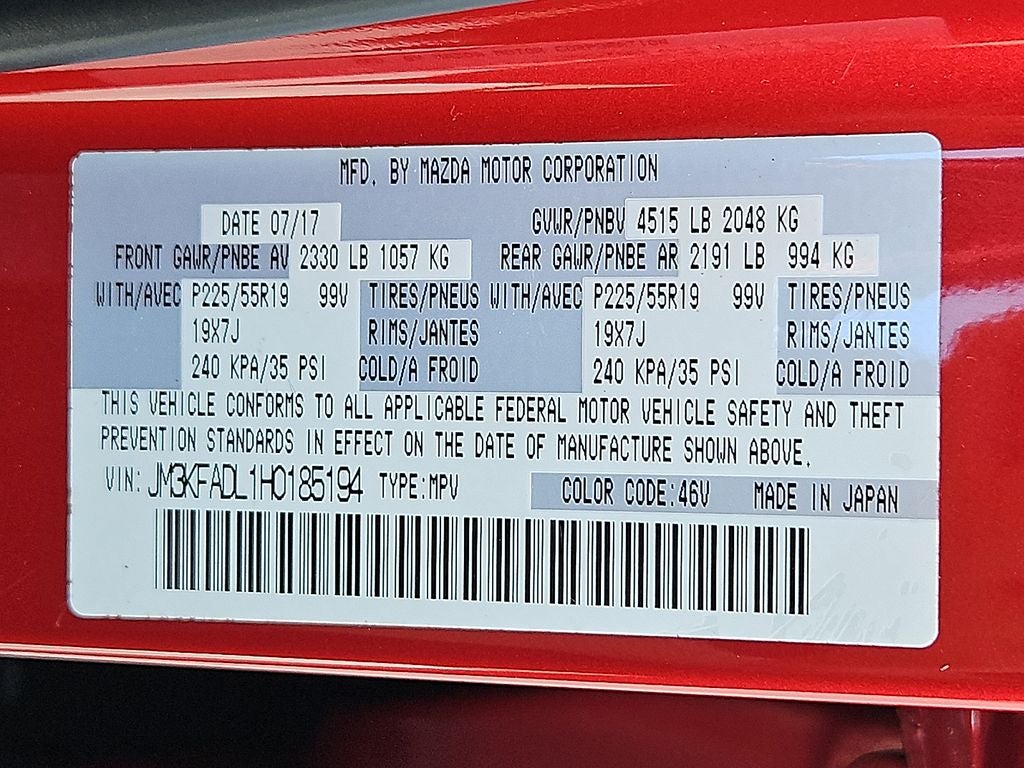 MFD. BY MAZDA MOTOR CORPORATION
DATE 07/17 GVWR/PNBV 4515 LB 2048 KG
FRONT GAWR/PNBE AV 2330 LB 1057 KG REAR GAWR/PNBE AR 2191 LB 994 KG
WITH/AVEC P225/55R19 99V TIRES/PNEUS WITH/AVEC P225/55R19 99V TIRES/PNEUS
19X7J RIMS/JANTES 19X7J RIMS/JANTES
240 KPA/35 PSI COLD/A FROID 240 KPA/35 PSI COLD/A FROID
THIS VEHICLE CONFORMS TO ALL APPLICABLE FEDERAL MOTOR VEHICLE SAFETY AND THEFT
PREVENTION STANDARDS IN EFFECT ON THE DATE OF MANUFACTURE SHOWN ABOVE.
VIN: JM3KFADL1H0185194 TYPE:MPV COLOR CODE:46V MADE IN JAPAN